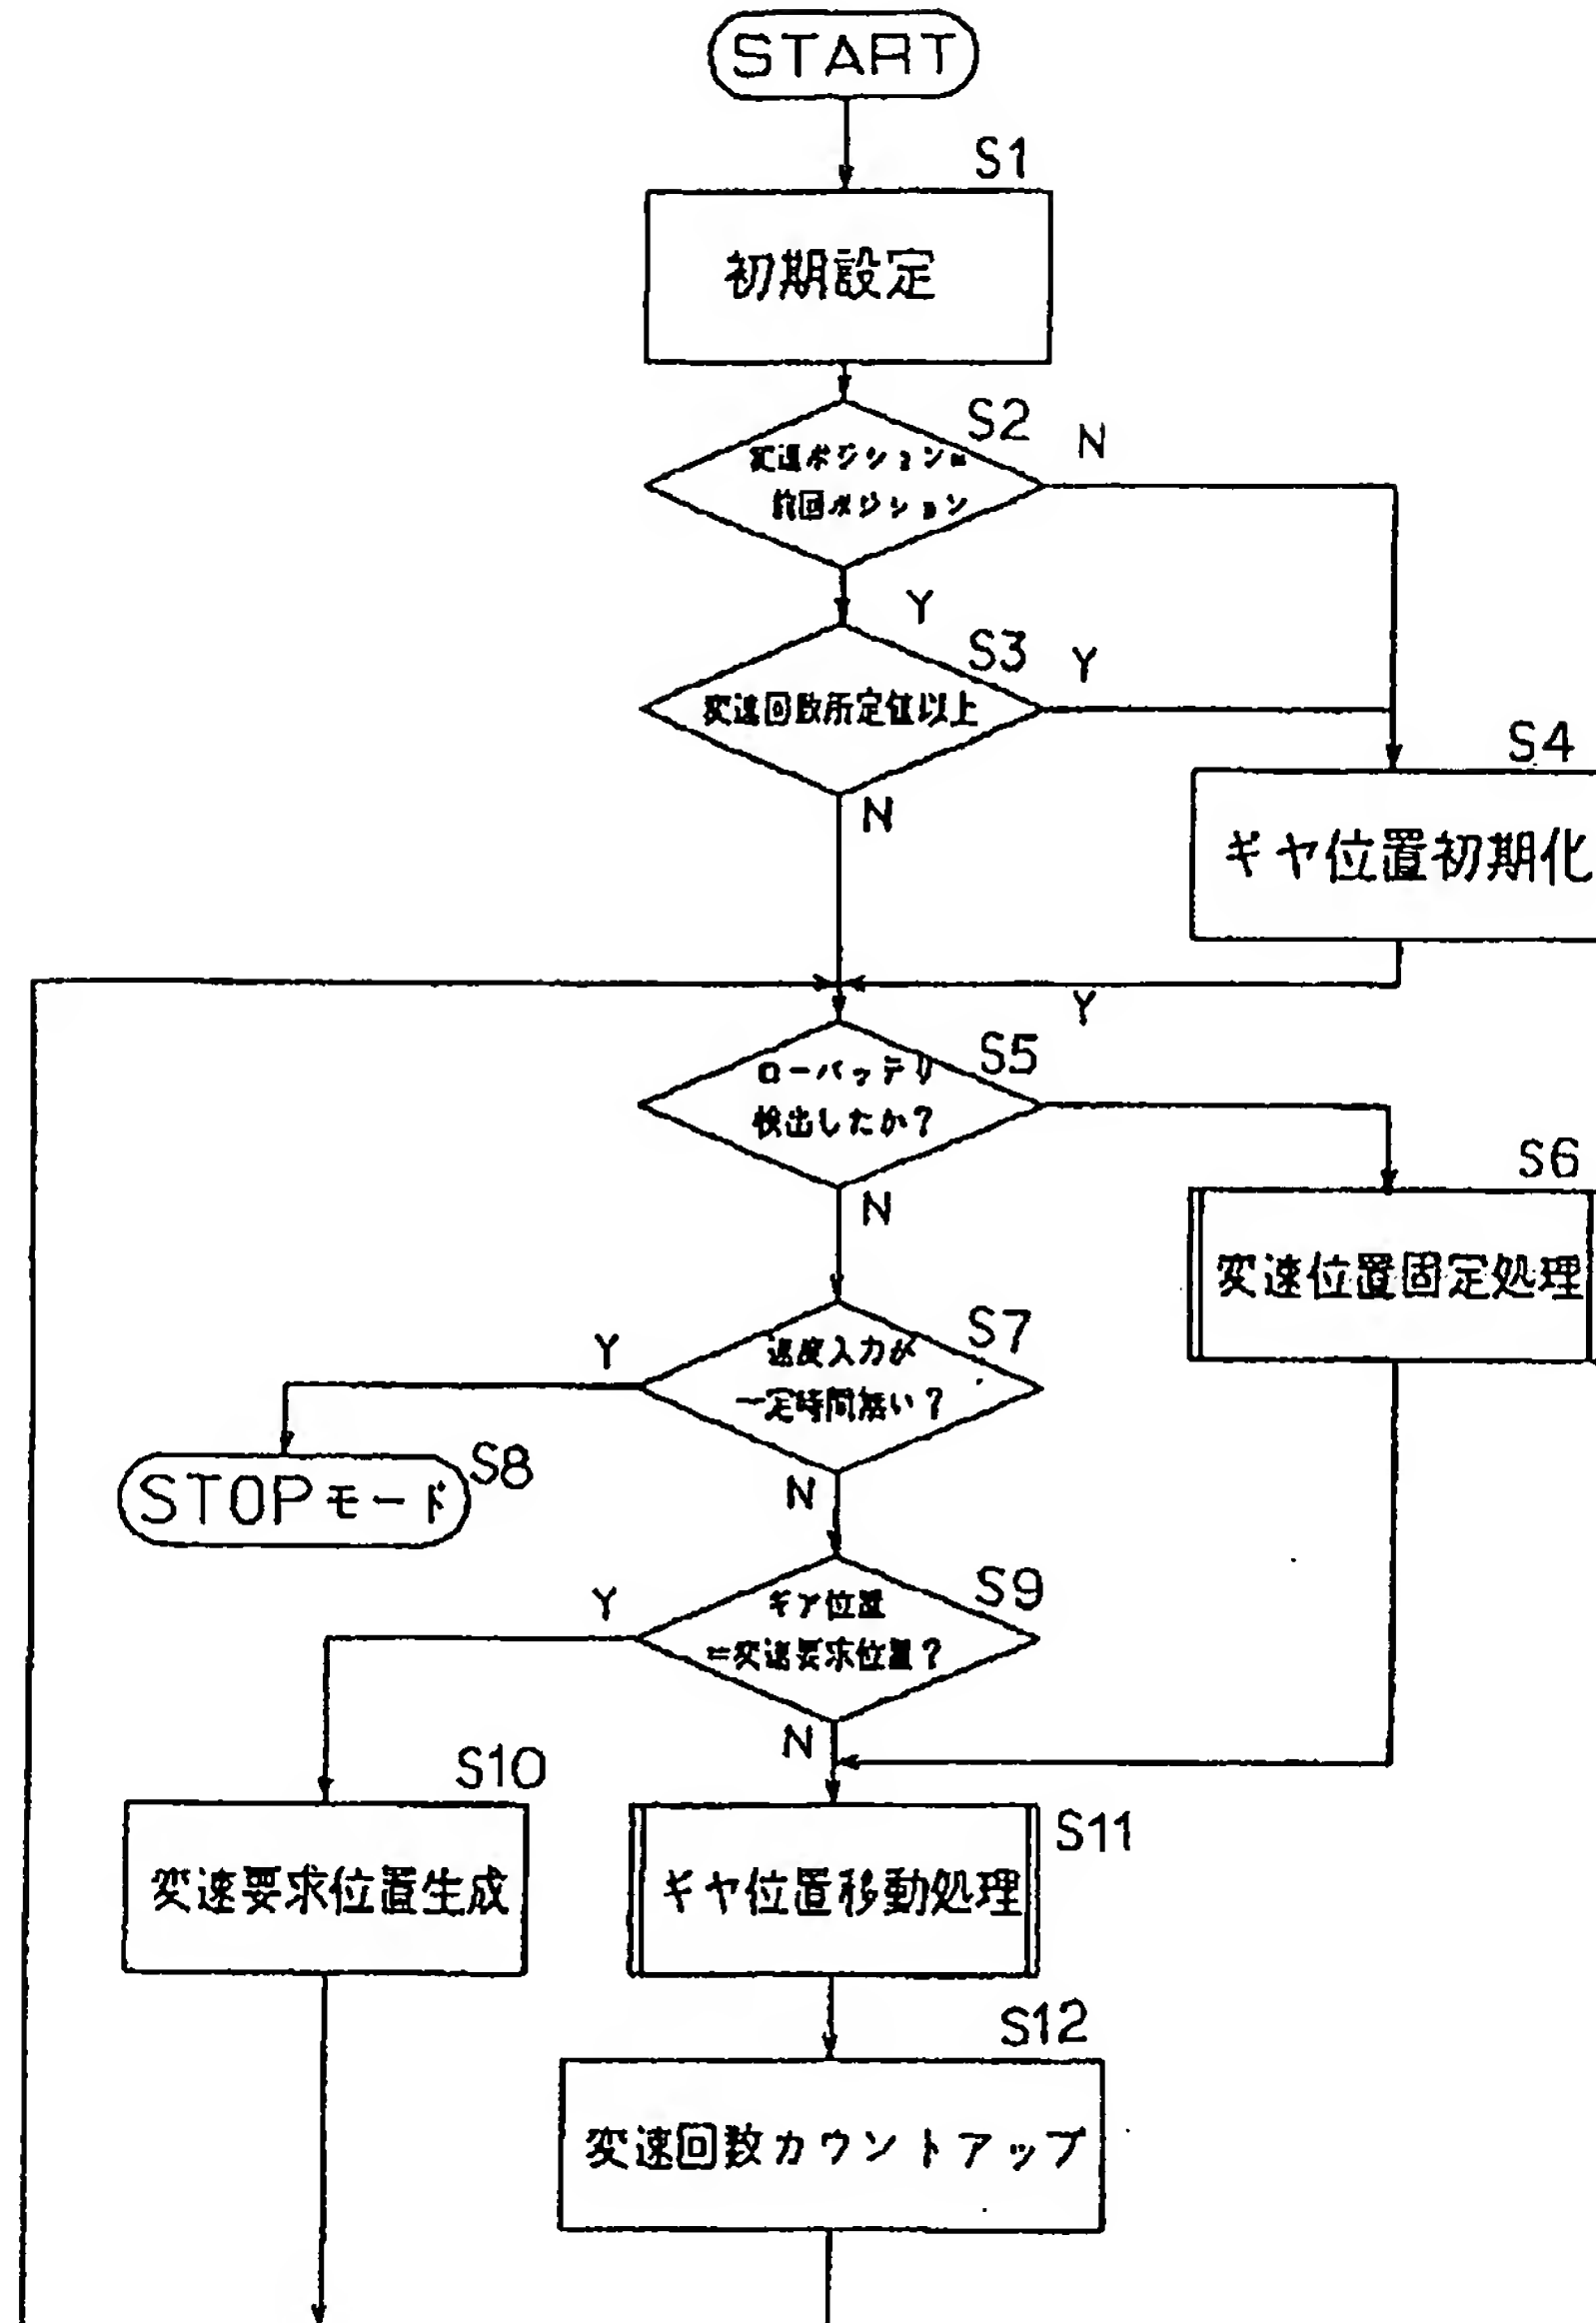 START
S1
初期設定
S2
N
変速ポジション=
前回ポジション
Y
S3
Y
変速回数所定値以上
S4
N
ギヤ位置初期化
Y
S5
ローバッテリ
検出したか?
S6
N
変速位置固定処理
S7
Y
速度入力が
一定時間無い?
S8
STOPモード
N
S9
Y
ギア位置
=変速要求位置?
N
S10
S11
変速要求位置生成
ギヤ位置移動処理
S12
変速回数カウントアップ